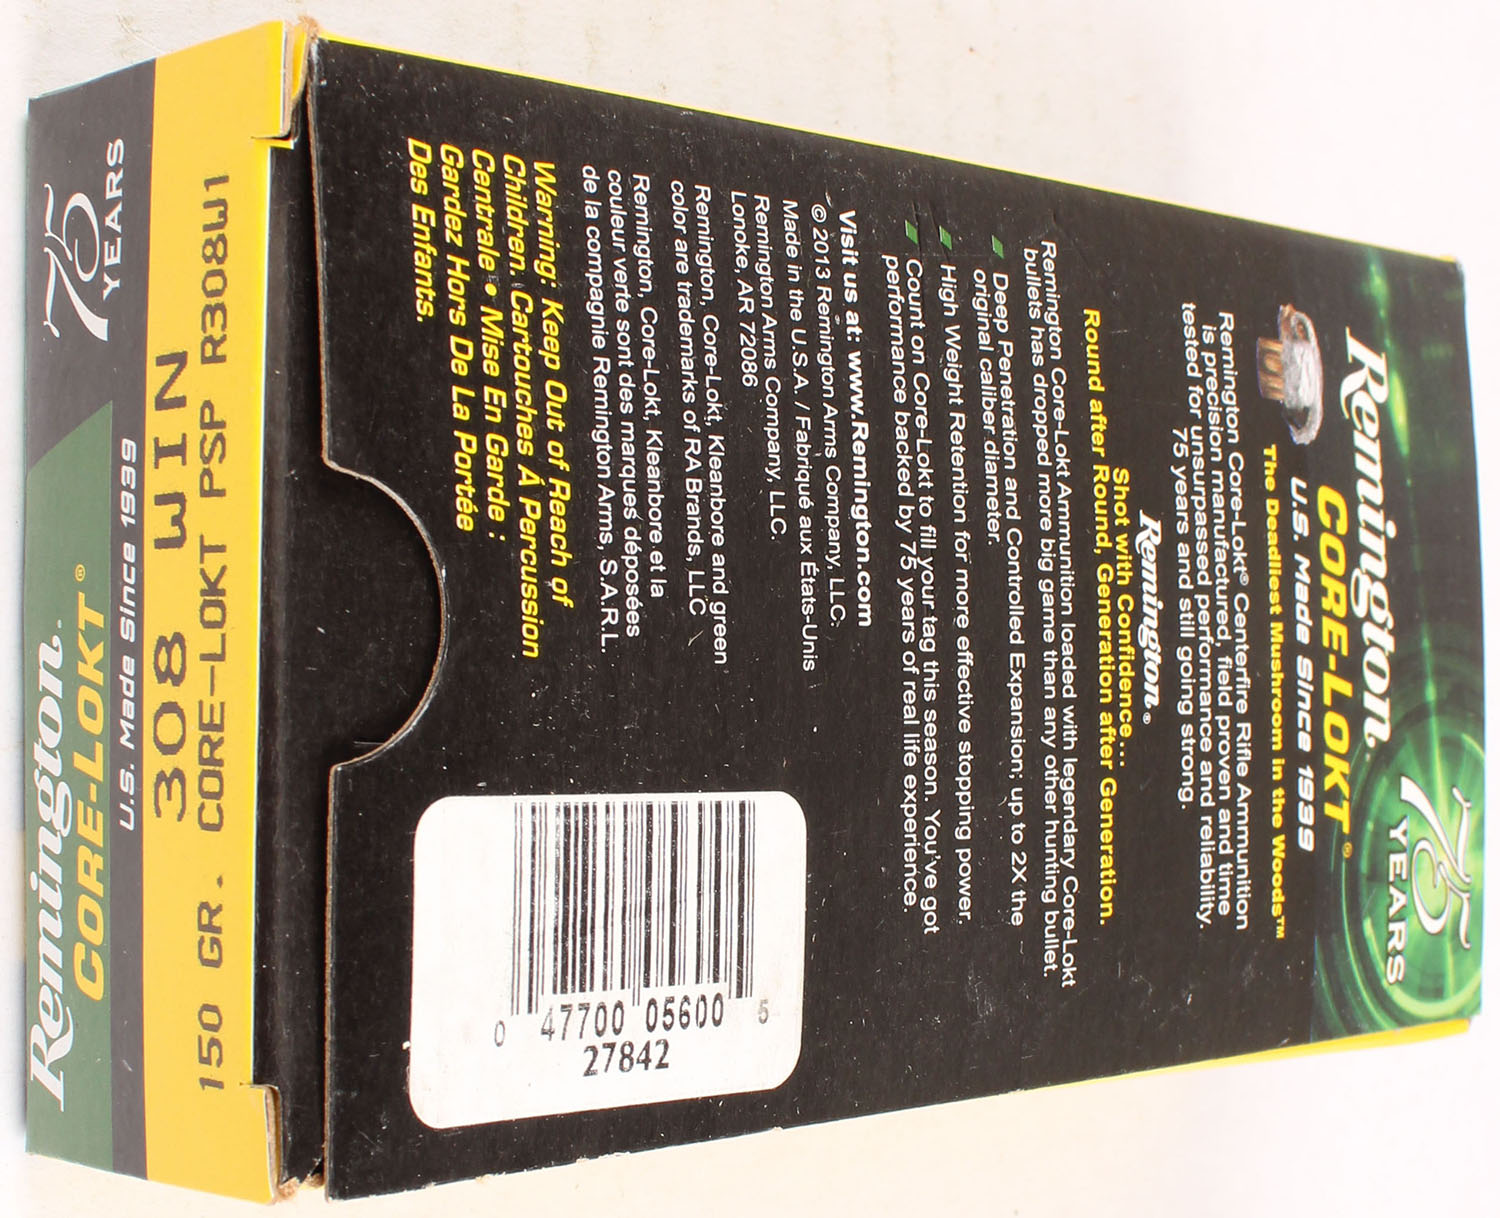 Remington
CORE-LOKT®
U.S. Made Since 1939
75
YEARS
The Deadliest Mushroom in the Woods™
Remington Core-Lokt® Centerfire Rifle Ammunition
is precision manufactured, field proven and time
tested for unsurpassed performance and reliability.
75 years and still going strong.
Remington®
Shot with Confidence...
Round after Round, Generation after Generation.
Remington Core-Lokt Ammunition loaded with legendary Core-Lokt
bullets has dropped more big game than any other hunting bullet.
Deep Penetration and Controlled Expansion; up to 2X the
original caliber diameter.
High Weight Retention for more effective stopping power.
Count on Core-Lokt to fill your tag this season. You've got
performance backed by 75 years of real life experience.
Visit us at: www.Remington.com
© 2013 Remington Arms Company, LLC.
Made in the U.S.A. / Fabriqué aux États-Unis
Remington Arms Company, LLC.
Lonoke, AR 72086
Remington, Core-Lokt, Kleanbore and green
color are trademarks of RA Brands, LLC
Remington, Core-Lokt, Kleanbore et la
couleur verte sont des marques déposées
de la compagnie Remington Arms, S.A.R.L.
Warning: Keep Out of Reach of
Children. Cartouches À Percussion
Centrale • Mise En Garde :
Gardez Hors De La Portée
Des Enfants.
0 47700 05600 5
27842
75
YEARS
Remington®
CORE-LOKT®
U.S. Made Since 1939
308 WIN
150 GR. CORE-LOKT PSP R308W1